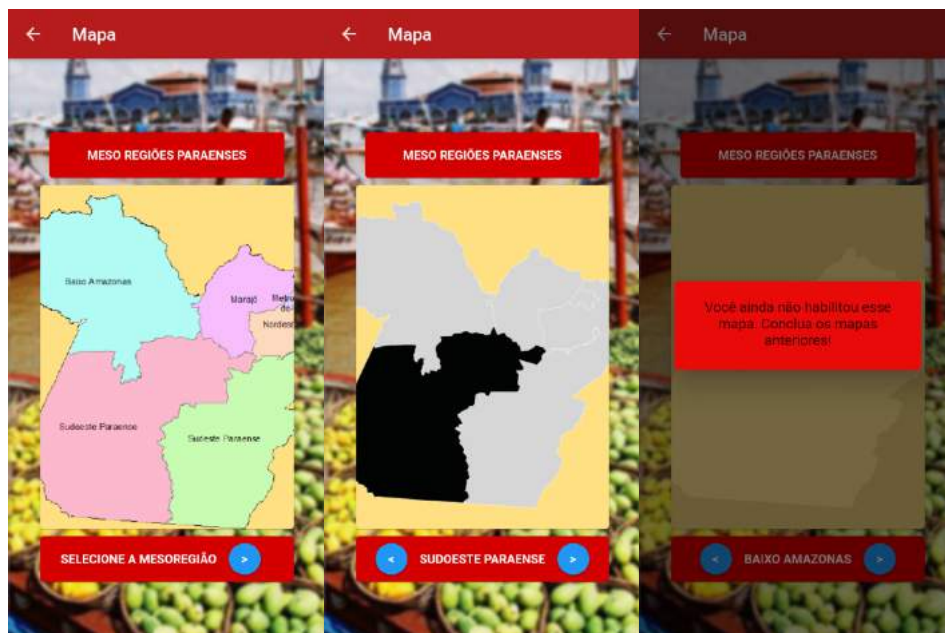 Mapa
MESO REGIÕES PARAENSES
Baixo Amazonas
Marajó
Nordes
Sudoeste Paraense
Sudeste Paraense
SELECIONE A MESOREGIÃO >
Mapa
MESO REGIÕES PARAENSES
< SUDOESTE PARAENSE >
Mapa
MESO REGIÕES PARAENSES
Você ainda não habilitou esse
mapa. Conclua os mapas
anteriores!
< BAIXO AMAZONAS >